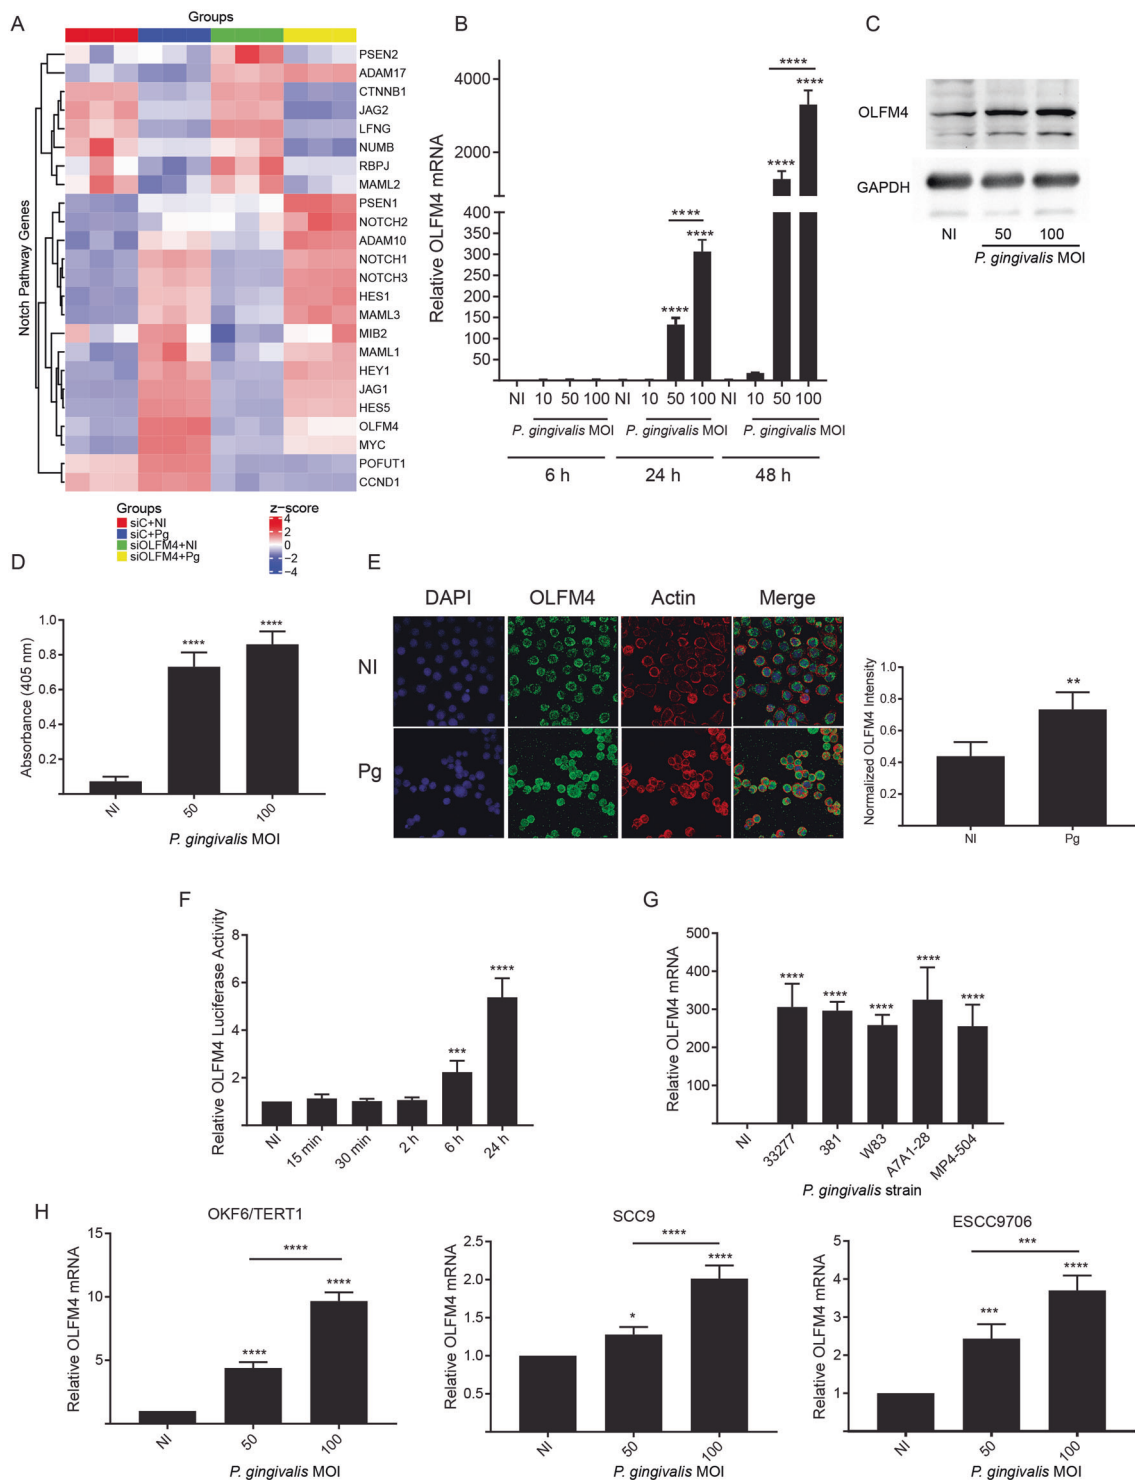 A
Groups
Notch Pathway Genes
PSEN2
ADAM17
CTNNB1
JAG2
LFNG
NUMB
RBPJ
MAML2
PSEN1
NOTCH2
ADAM10
NOTCH1
NOTCH3
HES1
MAML3
MIB2
MAML1
HEY1
JAG1
HES5
OLFM4
MYC
POFUT1
CCND1
Groups
siC+NI
siC+Pg
siOLFM4+NI
siOLFM4+Pg
z−score
4
2
0
−2
−4
B
Relative OLFM4 mRNA
4000
2000
400
350
300
250
200
150
100
50
****
****
****
****
****
****
NI 10 50 100 NI 10 50 100 NI 10 50 100
P. gingivalis MOI P. gingivalis MOI P. gingivalis MOI
6 h 24 h 48 h
C
OLFM4
GAPDH
NI 50 100
P. gingivalis MOI
D
Absorbance (405 nm)
1.0
0.8
0.6
0.4
0.2
****
****
NI 50 100
P. gingivalis MOI
E
DAPI OLFM4 Actin Merge
NI
Pg
Normalized OLFM4 Intensity
1.0
0.8
0.6
0.4
0.2
**
NI Pg
F
Relative OLFM4 Luciferase Activity
8
6
4
2
***
****
NI 15 min 30 min 2 h 6 h 24 h
G
Relative OLFM4 mRNA
500
400
300
200
100
**** **** **** **** ****
NI 33277 381 W83 A7A1-28 MP4-504
P. gingivalis strain
H
OKF6/TERT1
Relative OLFM4 mRNA
15
10
5
****
****
****
NI 50 100
P. gingivalis MOI
SCC9
Relative OLFM4 mRNA
2.5
2.0
1.5
1.0
0.5
****
****
*
NI 50 100
P. gingivalis MOI
ESCC9706
Relative OLFM4 mRNA
5
4
3
2
1
***
****
***
NI 50 100
P. gingivalis MOI